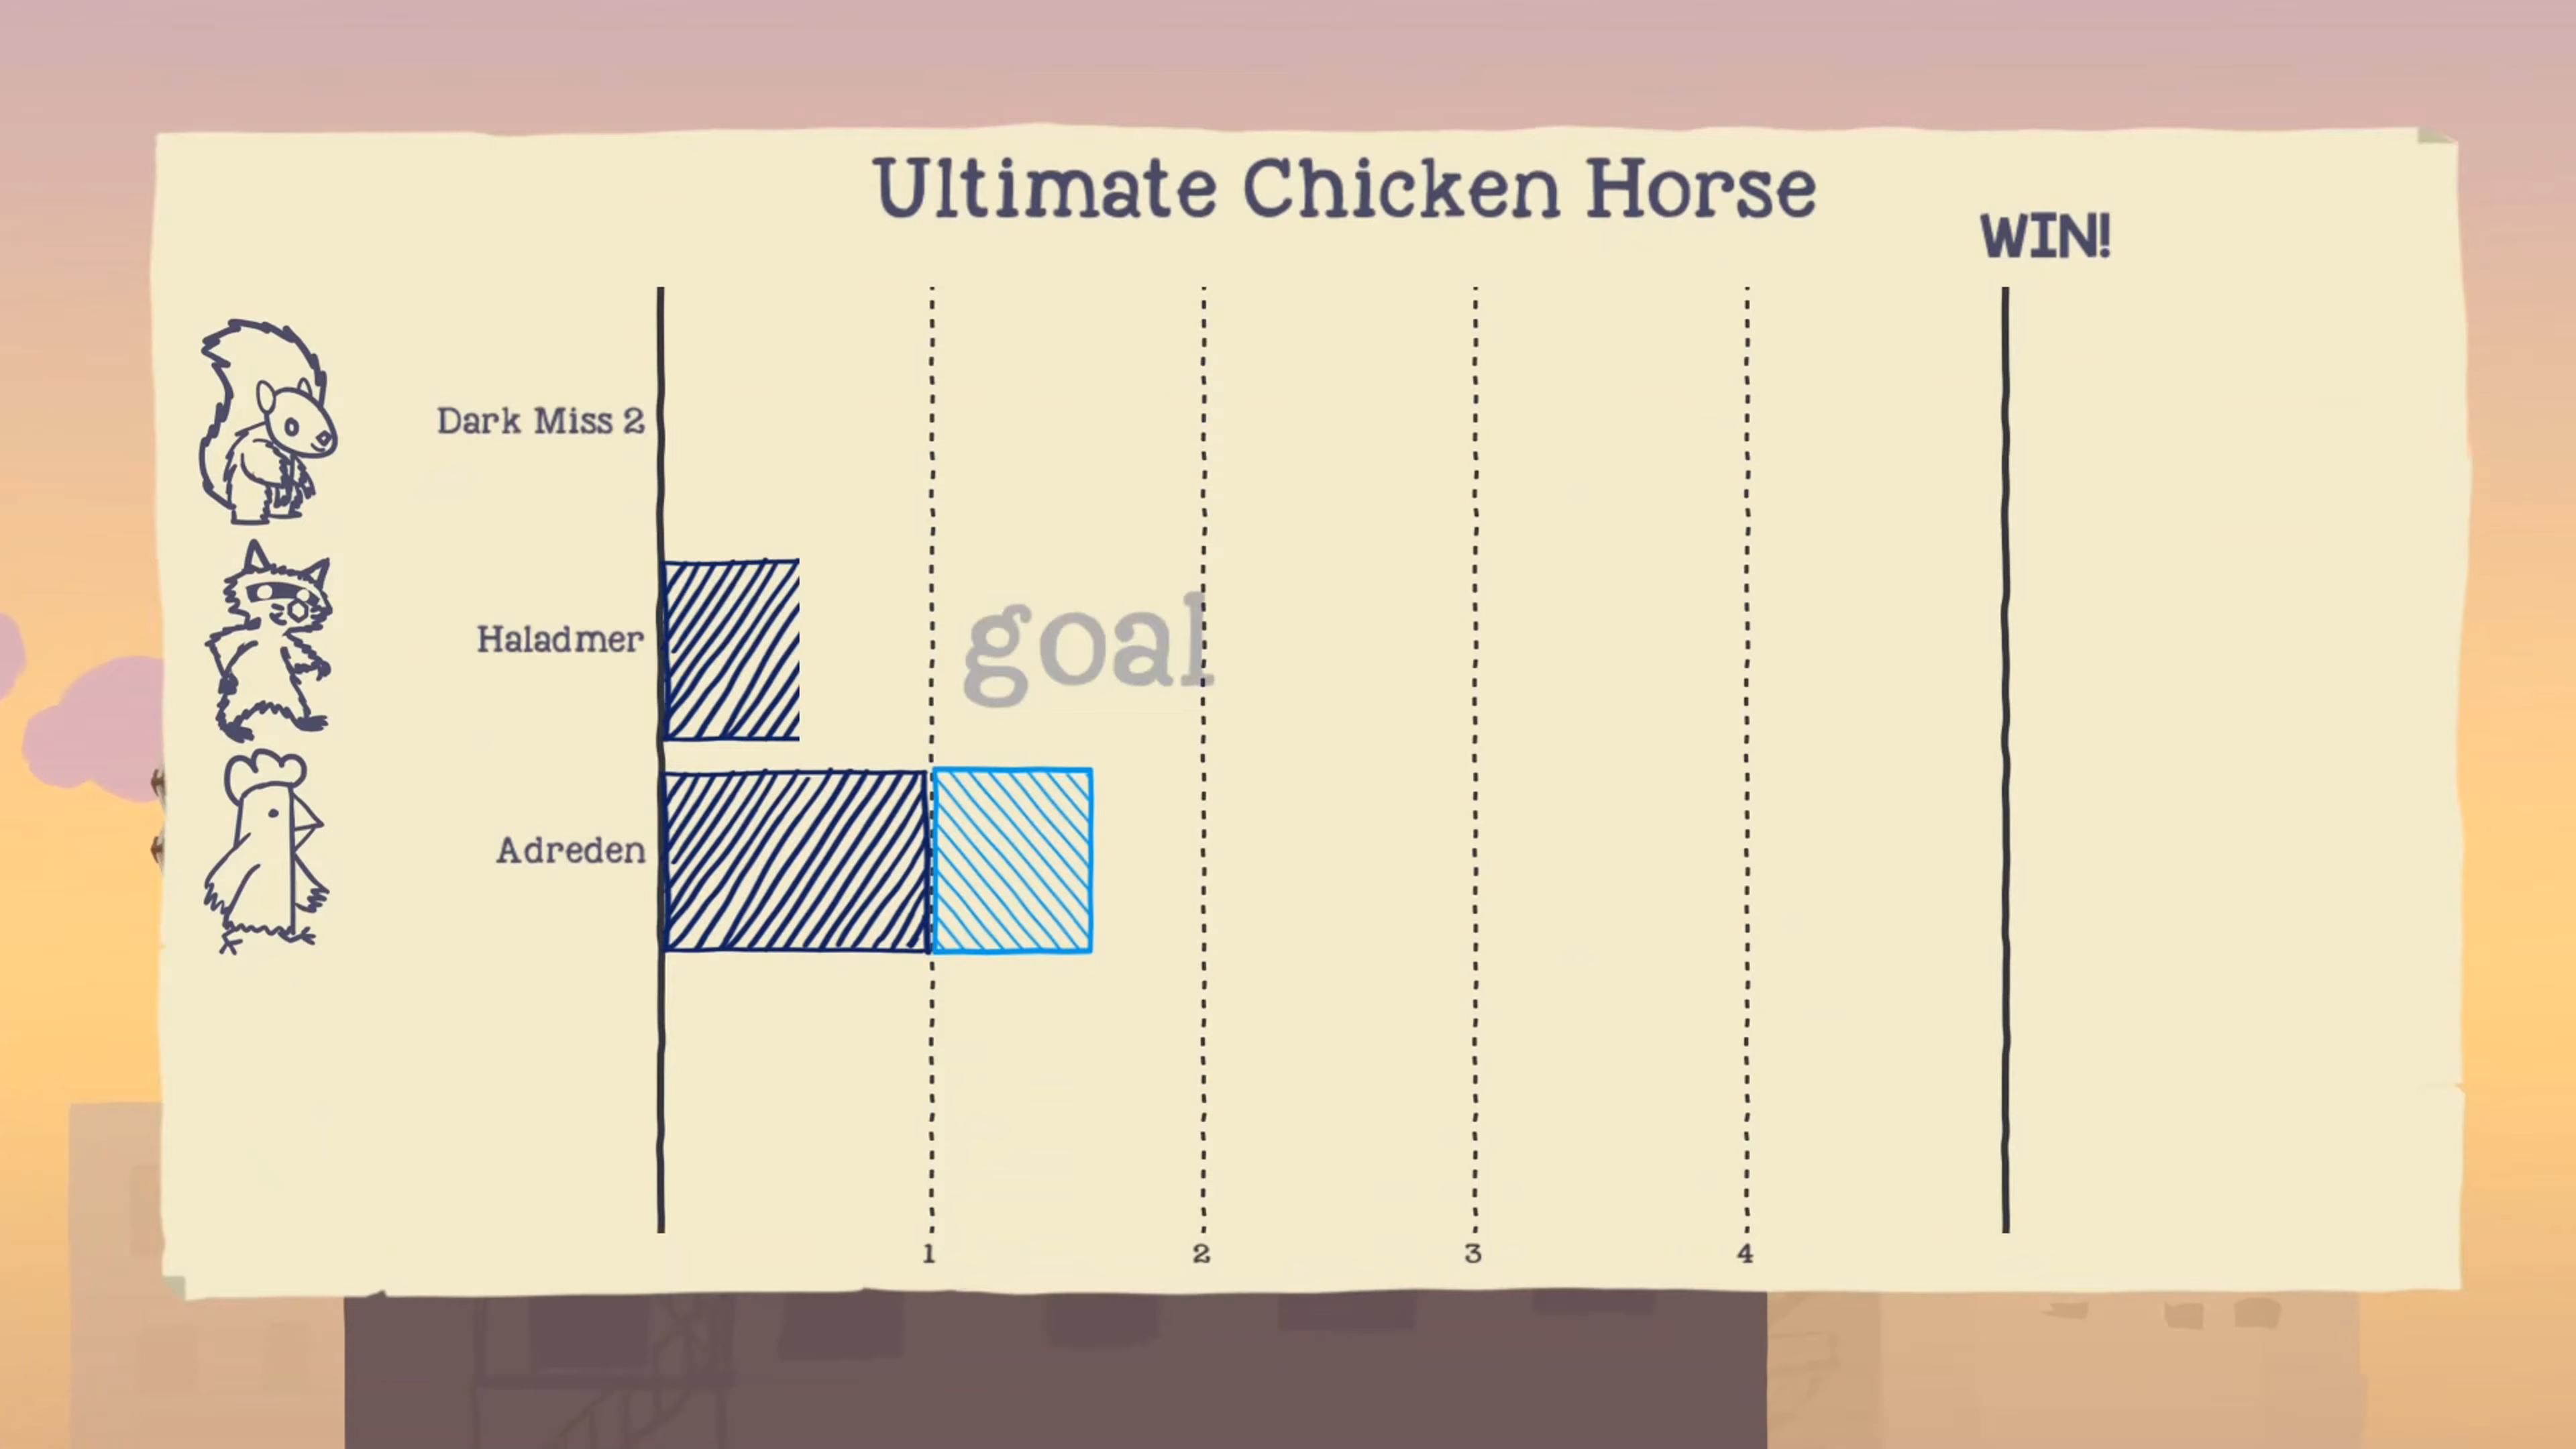 Ultimate Chicken Horse
WIN!
Dark Miss 2
Haladmer
goal
Adreden
1 2 3 4